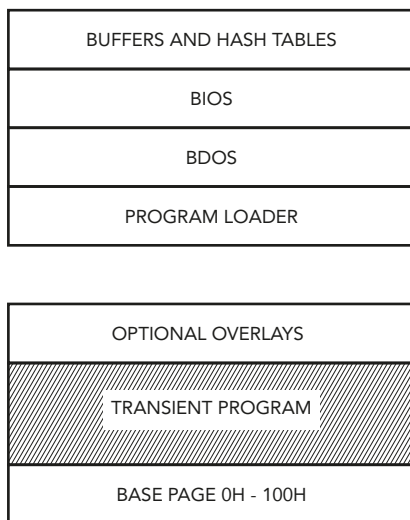 BUFFERS AND HASH TABLES
BIOS
BDOS
PROGRAM LOADER
OPTIONAL OVERLAYS
TRANSIENT PROGRAM
BASE PAGE 0H - 100H